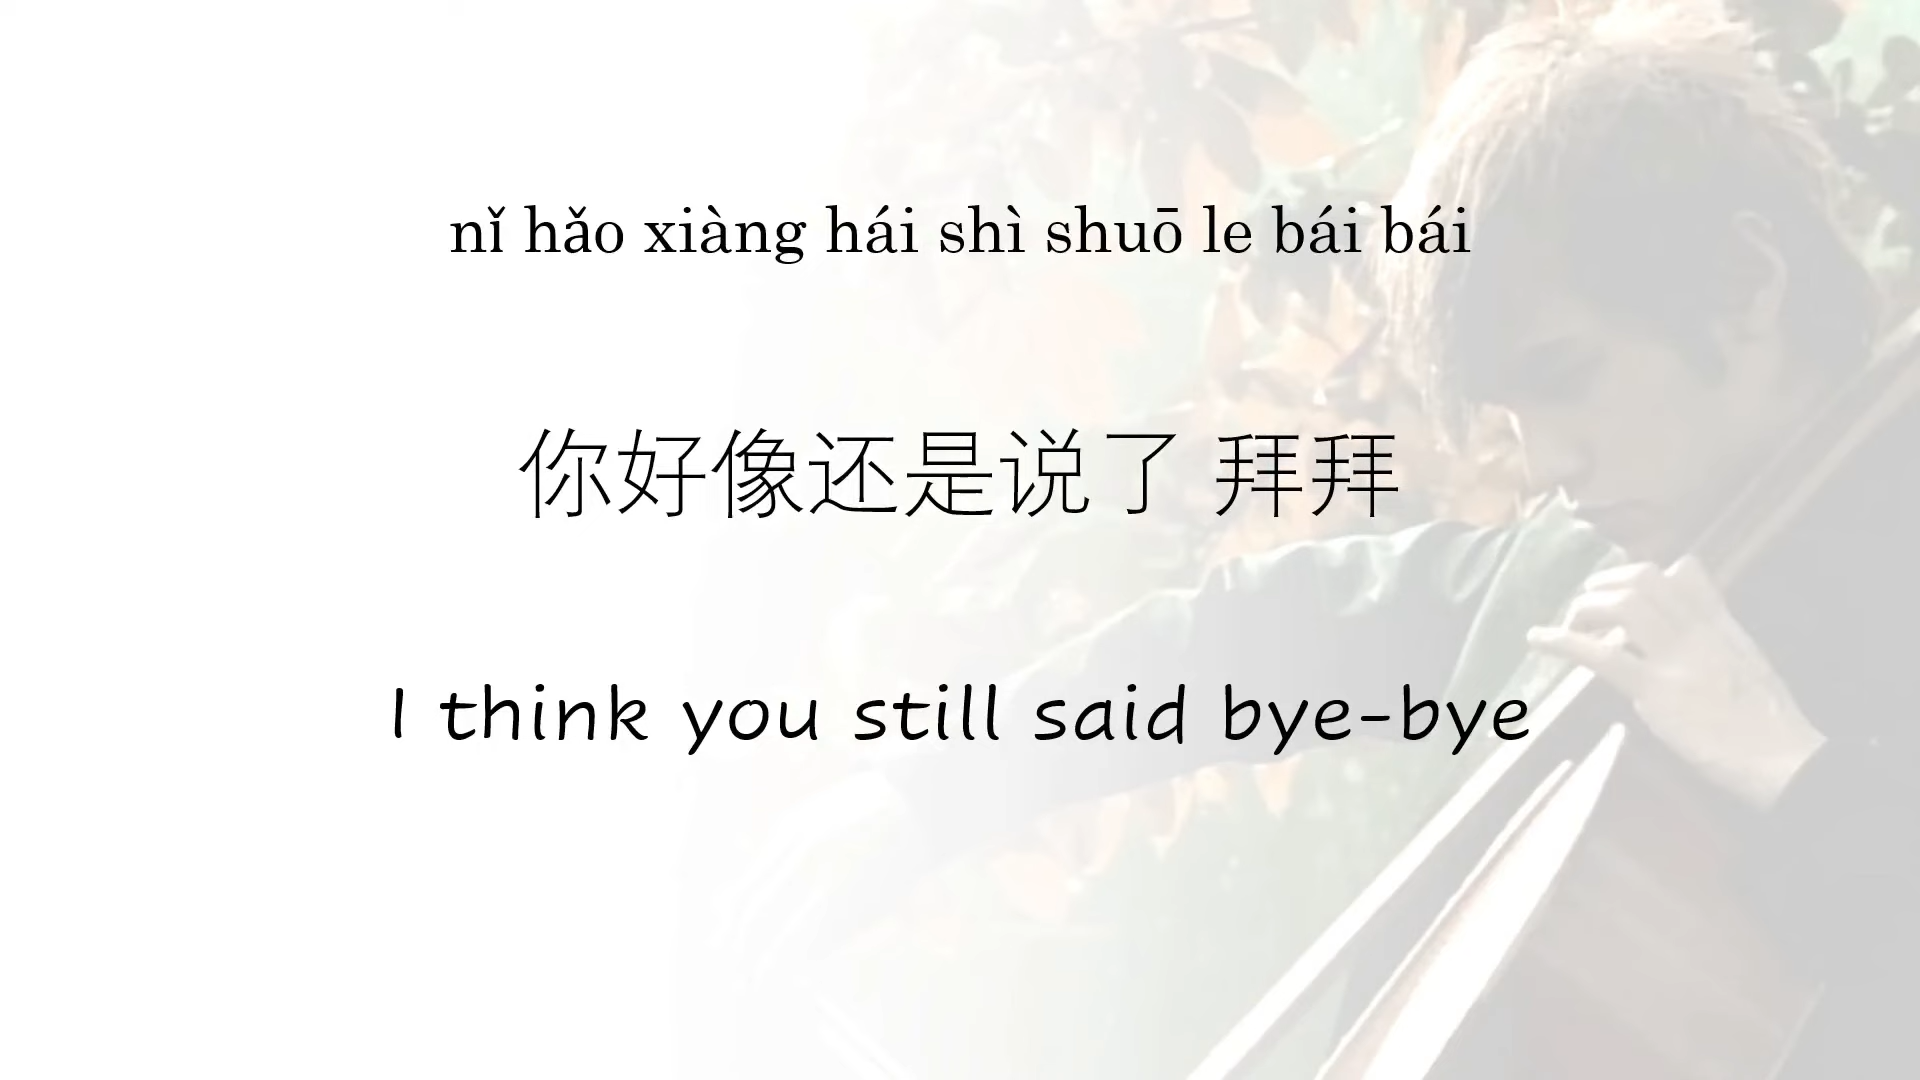 nǐ hǎo xiàng hái shì shuō le bái bái
你好像还是说了 拜拜
I think you still said bye-bye